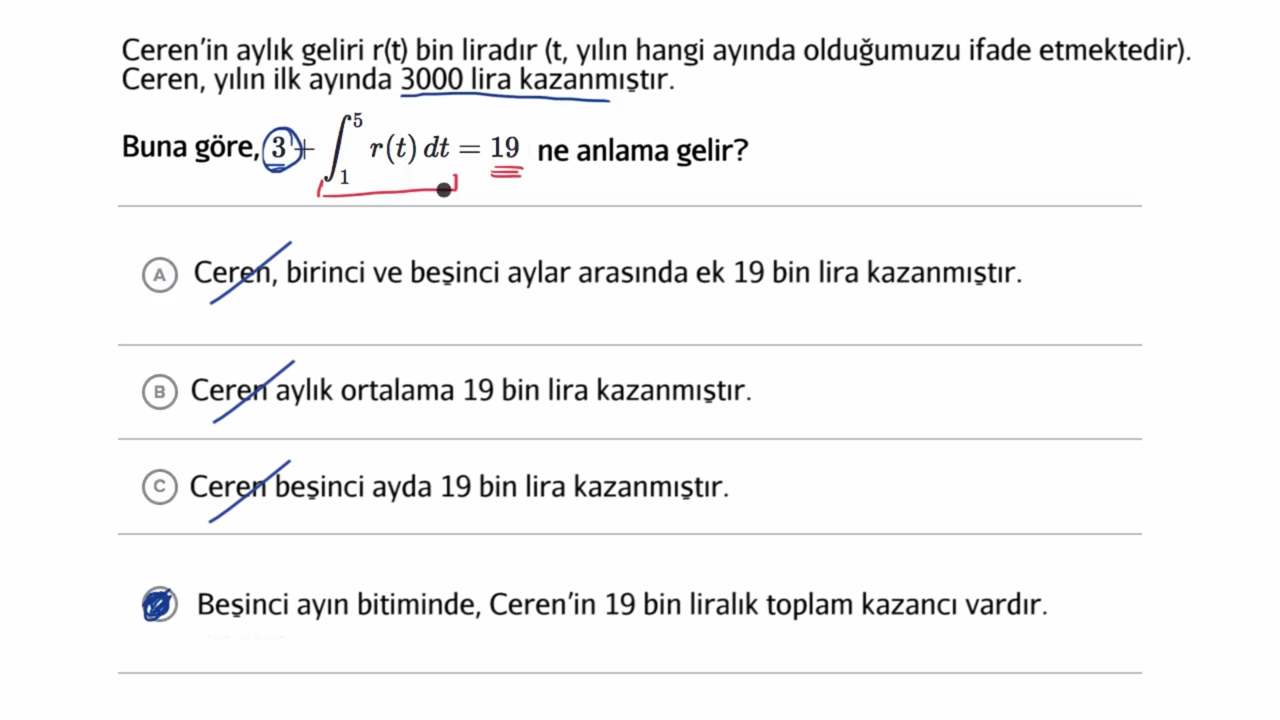 Ceren'in aylık geliri r(t) bin liradır (t, yılın hangi ayında olduğumuzu ifade etmektedir).
Ceren, yılın ilk ayında 3000 lira kazanmıştır.
Buna göre, 3 + ∫₁⁵ r(t) dt = 19 ne anlama gelir?
A Ceren, birinci ve beşinci aylar arasında ek 19 bin lira kazanmıştır.
B Ceren aylık ortalama 19 bin lira kazanmıştır.
C Ceren beşinci ayda 19 bin lira kazanmıştır.
Beşinci ayın bitiminde, Ceren'in 19 bin liralık toplam kazancı vardır.